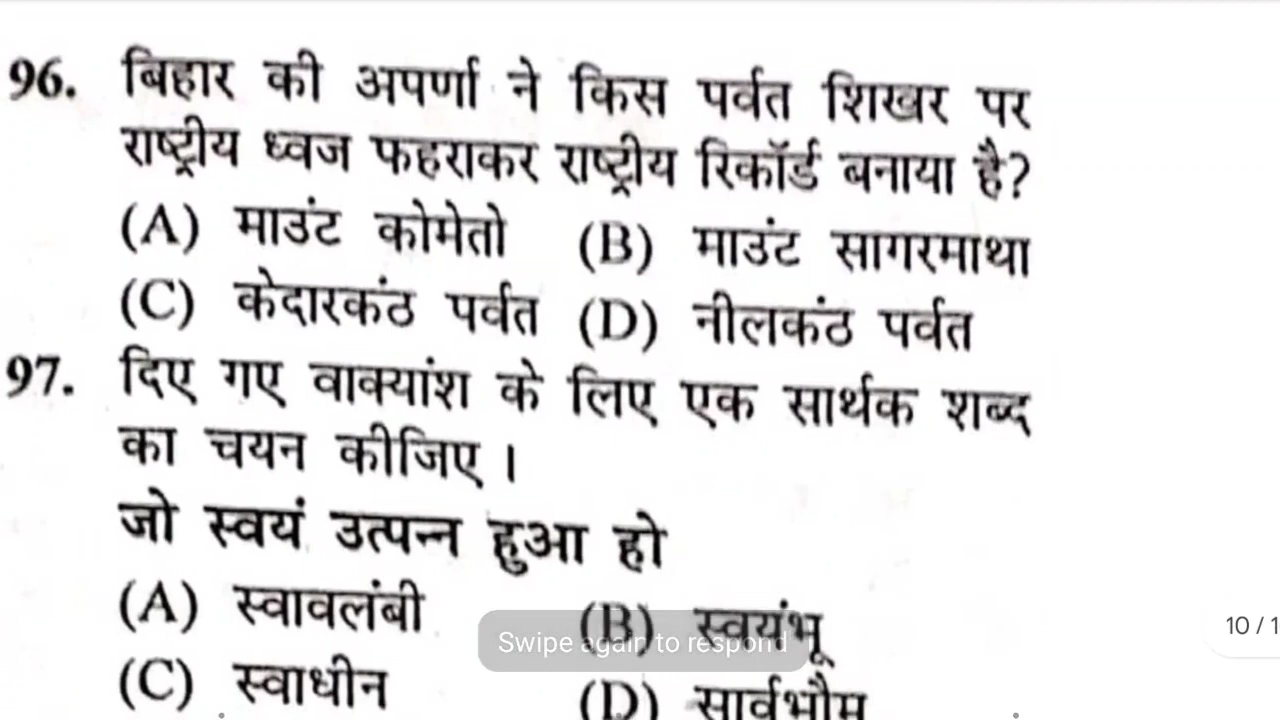 96. बिहार की अपर्णा ने किस पर्वत शिखर पर
राष्ट्रीय ध्वज फहराकर राष्ट्रीय रिकॉर्ड बनाया है?
(A) माउंट कोमेतो (B) माउंट सागरमाथा
(C) केदारकंठ पर्वत (D) नीलकंठ पर्वत
97. दिए गए वाक्यांश के लिए एक सार्थक शब्द
का चयन कीजिए।
जो स्वयं उत्पन्न हुआ हो
(A) स्वावलंबी (B) स्वयंभू
Swipe again to respond
10 / 1
(C) स्वाधीन (D) सार्वभौम